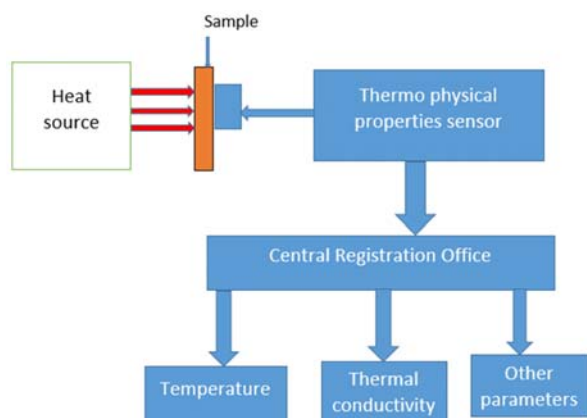 Sample
Heat
source
Thermo physical
properties sensor
Central Registration Office
Temperature
Thermal
conductivity
Other
parameters